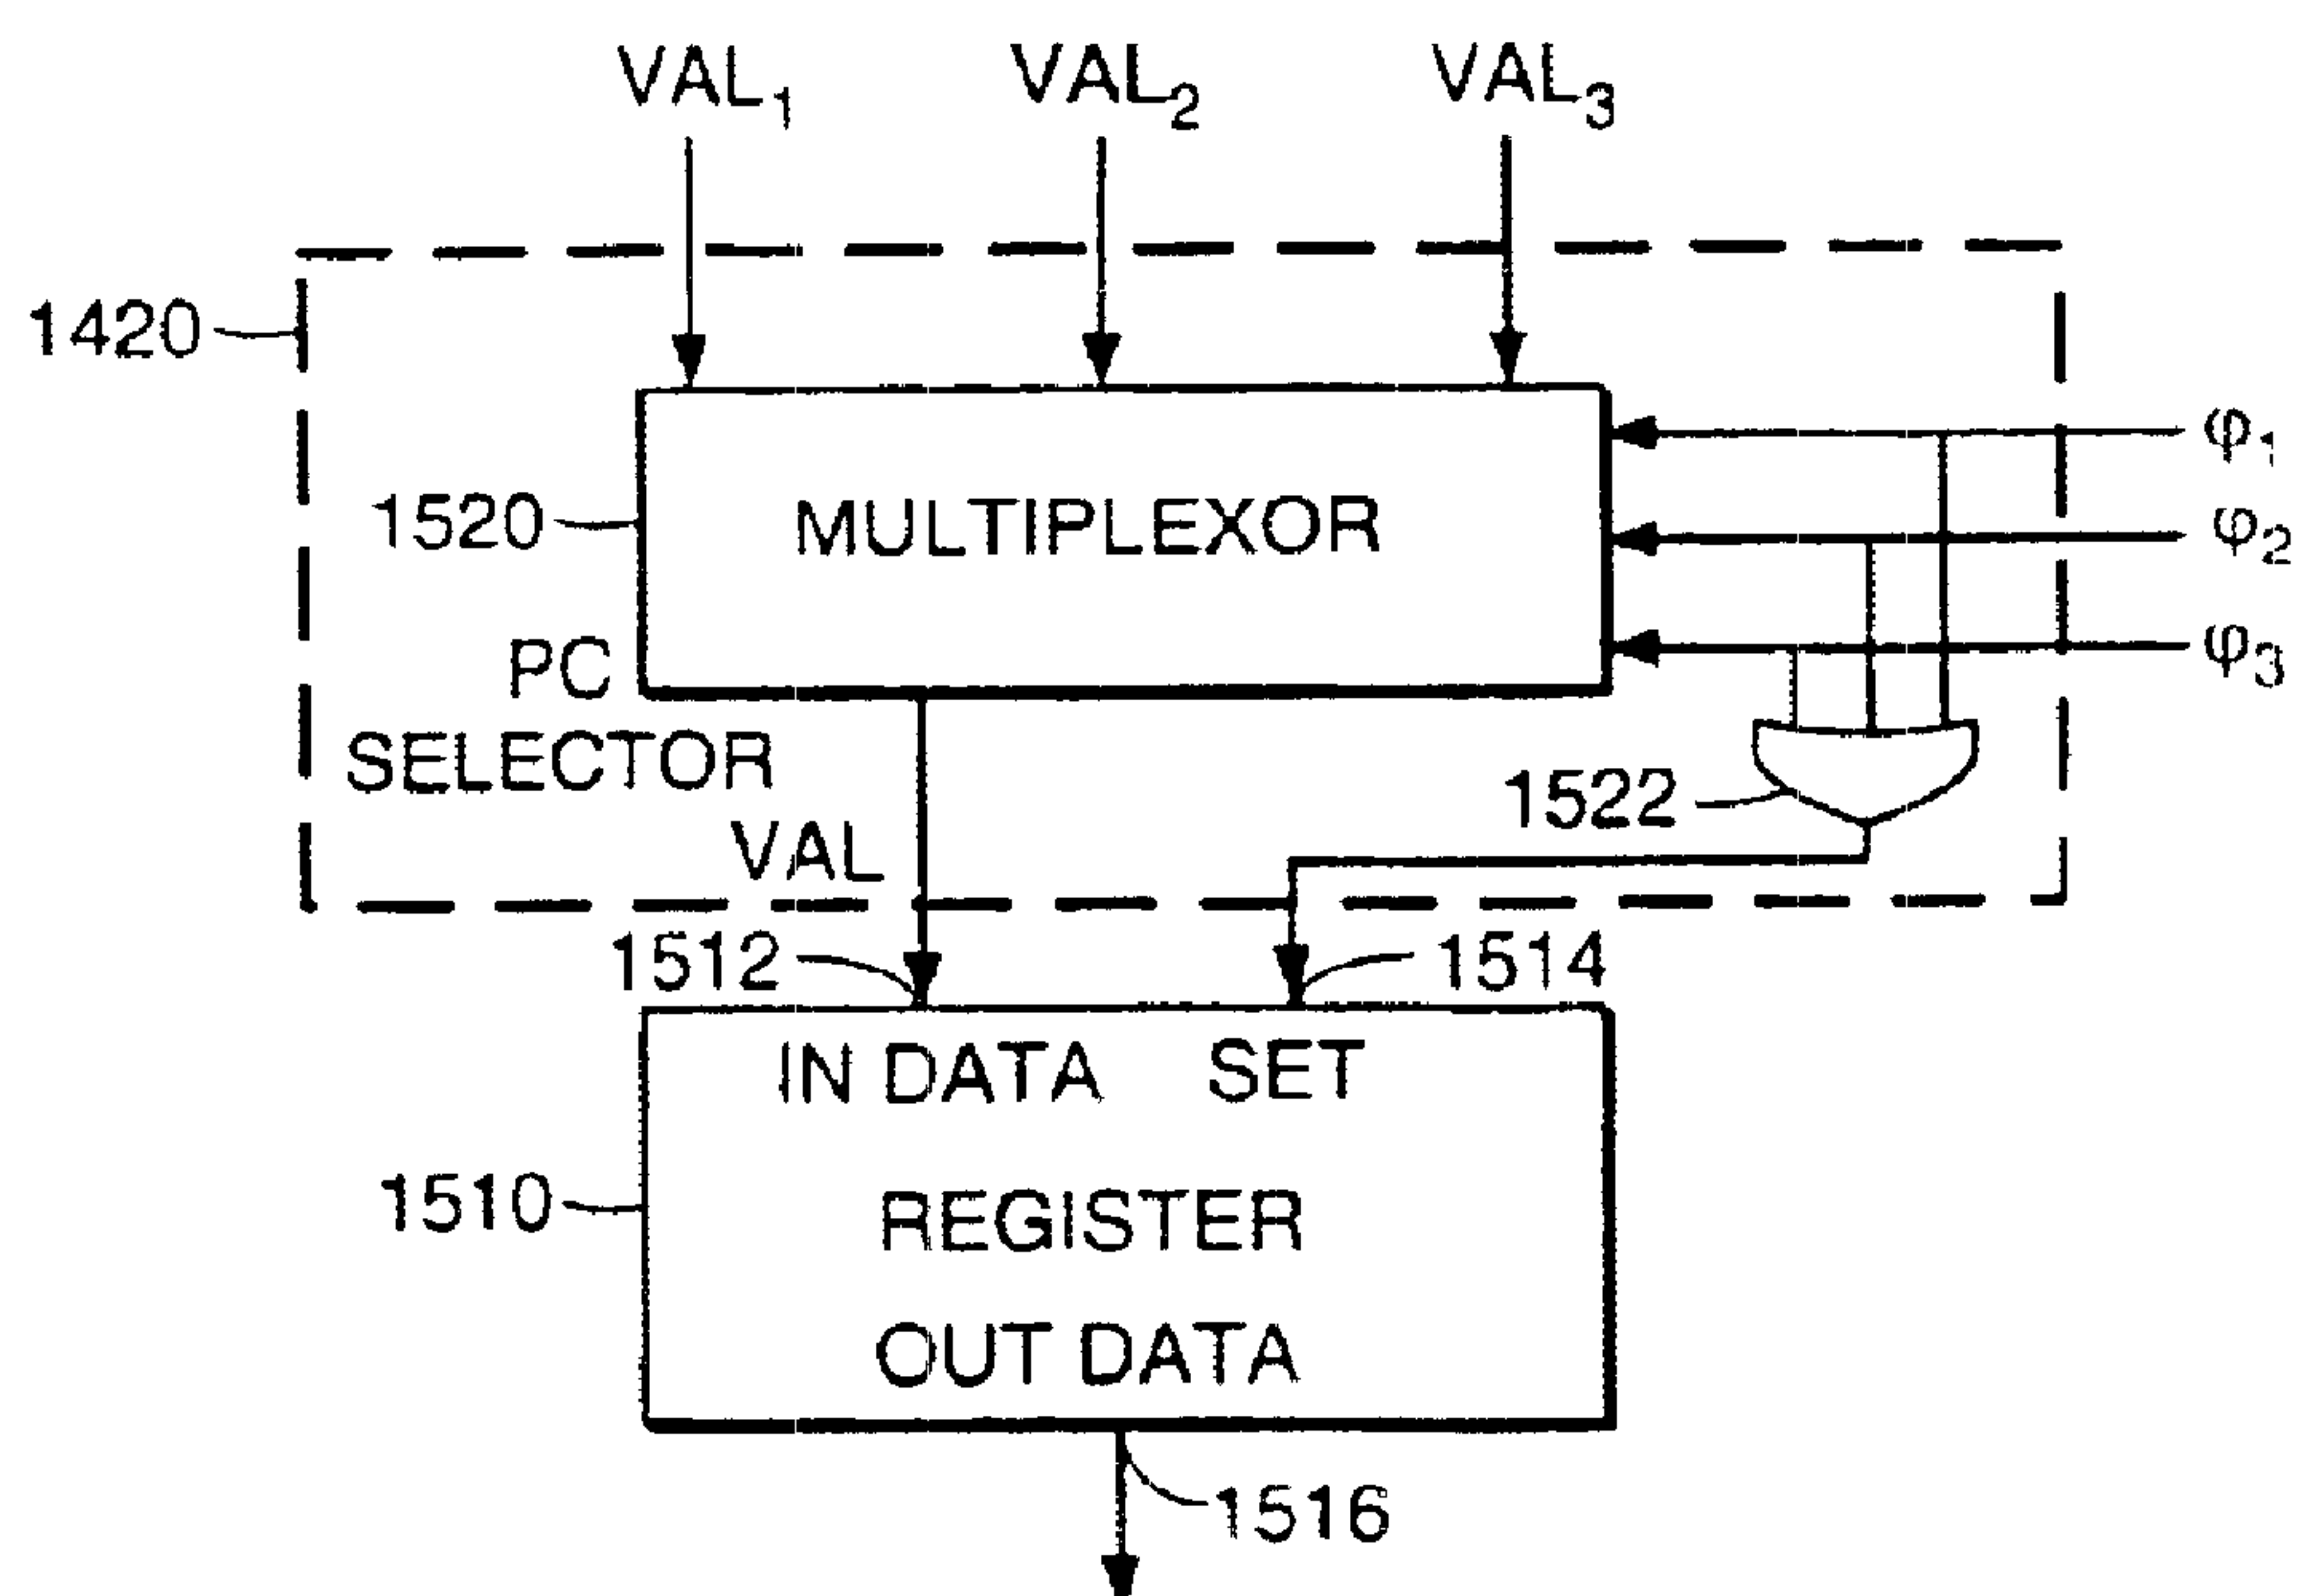 VAL1 VAL2 VAL3
1420
φ1
1520 MULTIPLEXOR
φ2
φ3
PC
SELECTOR
1522
VAL
1512 1514
IN DATA SET
1510 REGISTER
OUT DATA
1516